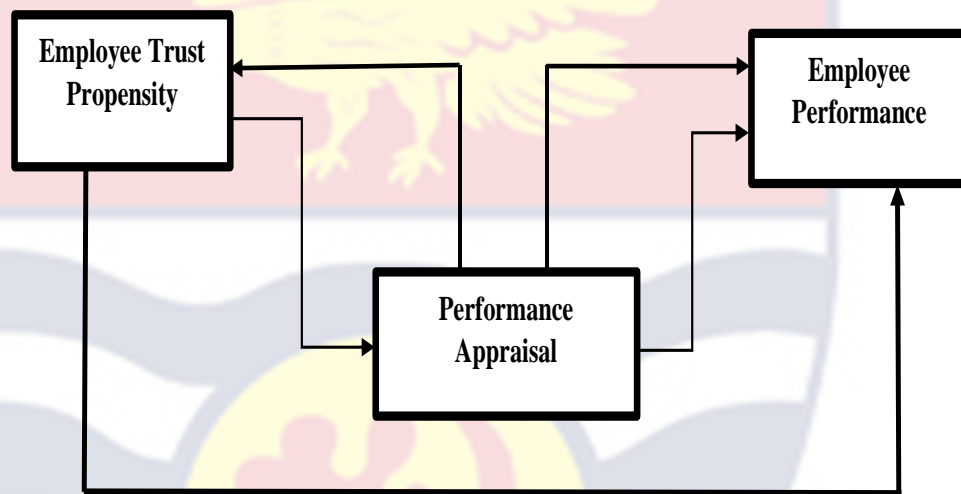 Employee Trust
Propensity
Employee
Performance
Performance
Appraisal